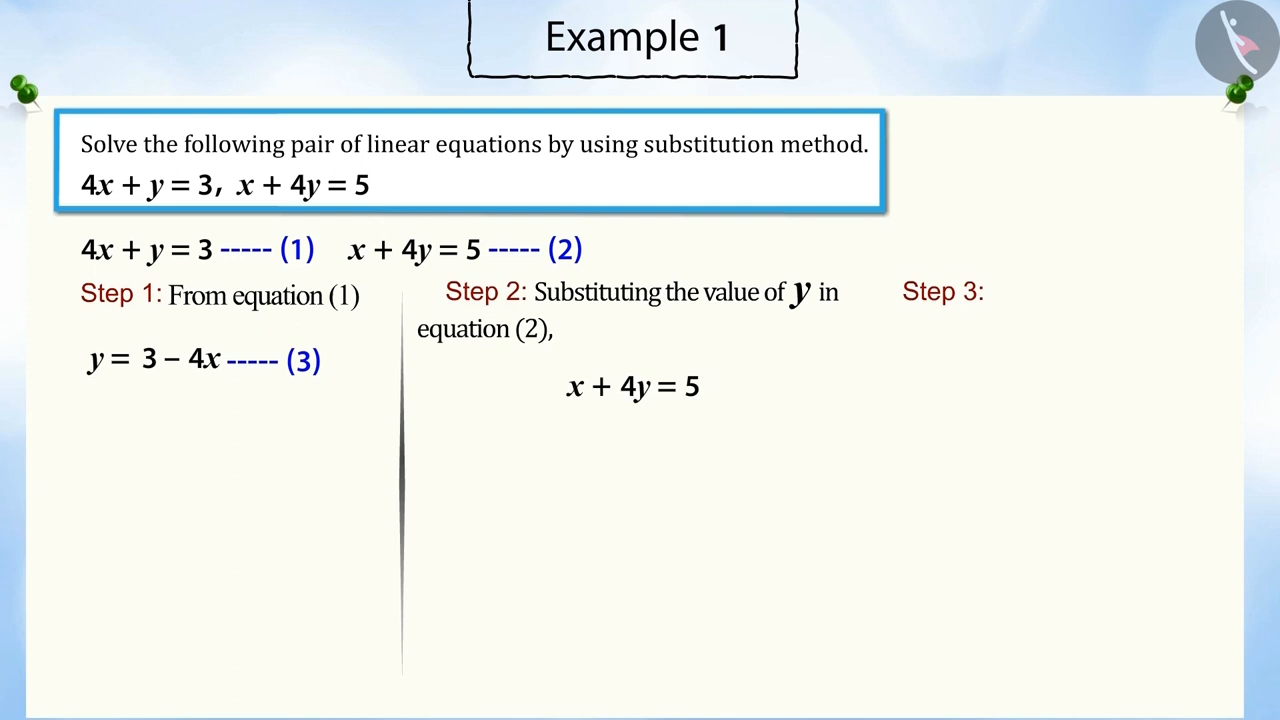 Example 1
Solve the following pair of linear equations by using substitution method.
4x + y = 3, x + 4y = 5
4x + y = 3 ----- (1) x + 4y = 5 ----- (2)
Step 1: From equation (1)
y = 3 – 4x ----- (3)
Step 2: Substituting the value of y in
equation (2),
x + 4y = 5
Step 3: